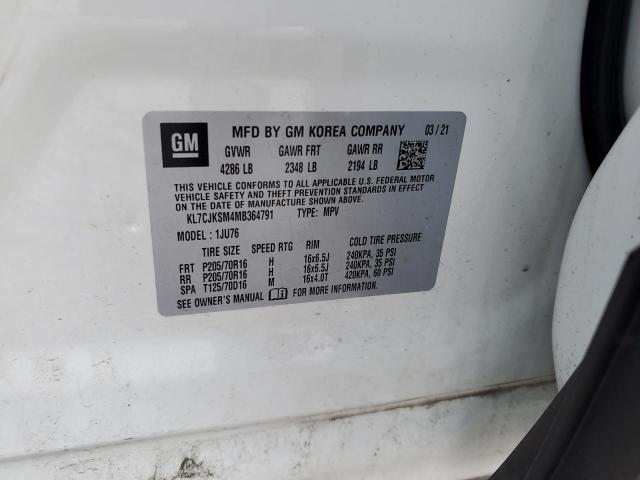 GM
MFD BY GM KOREA COMPANY 03/21
GVWR GAWR FRT GAWR RR
4286 LB 2348 LB 2194 LB
THIS VEHICLE CONFORMS TO ALL APPLICABLE U.S. FEDERAL MOTOR
VEHICLE SAFETY AND THEFT PREVENTION STANDARDS IN EFFECT
ON THE DATE OF MANUFACTURE SHOWN ABOVE.
KL7CJKSM4MB364791 TYPE: MPV
MODEL : 1JU76
TIRE SIZE SPEED RTG RIM COLD TIRE PRESSURE
FRT P205/70R16 H 16x6.5J 240KPA, 35 PSI
RR P205/70R16 H 16x6.5J 240KPA, 35 PSI
SPA T125/70D16 M 16x4.0T 420KPA, 60 PSI
SEE OWNER'S MANUAL FOR MORE INFORMATION.